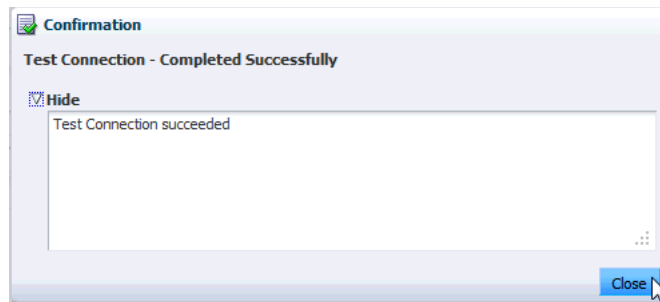 Confirmation
Test Connection - Completed Successfully
Hide
Test Connection succeeded
Close